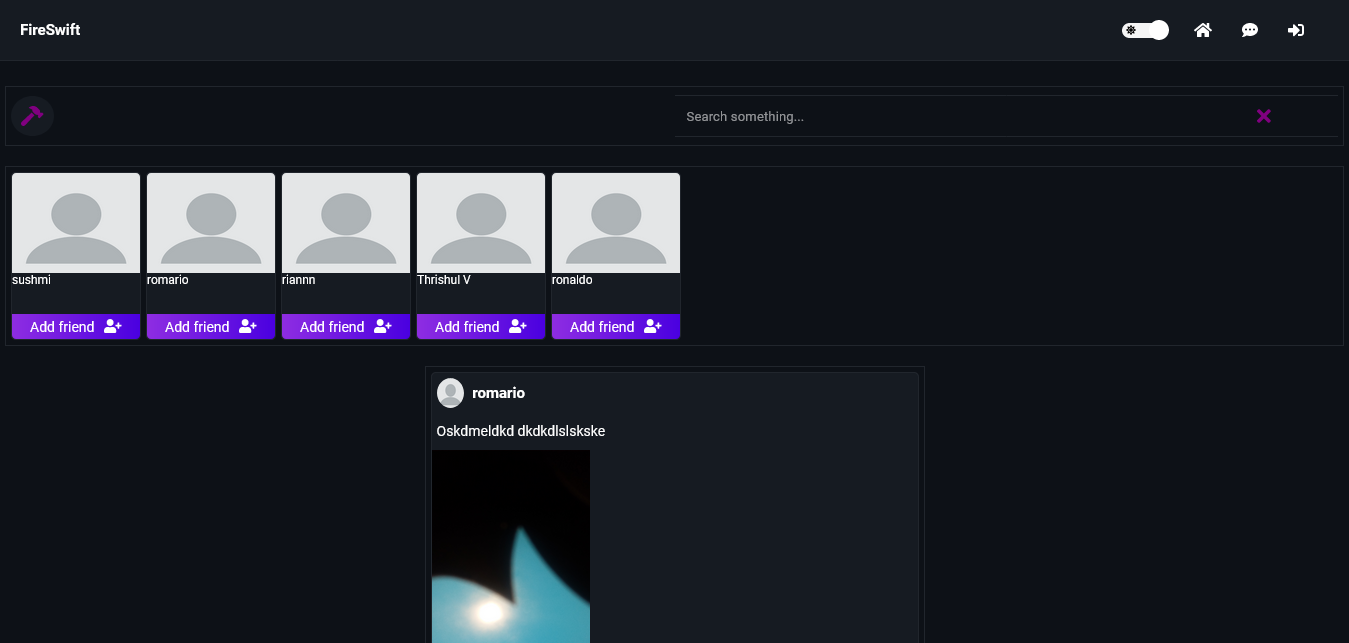 FireSwift
Search something...
sushmi
romario
riannn
Thrishul V
ronaldo
Add friend
Add friend
Add friend
Add friend
Add friend
romario
Oskdmeldkd dkdkdlslskske